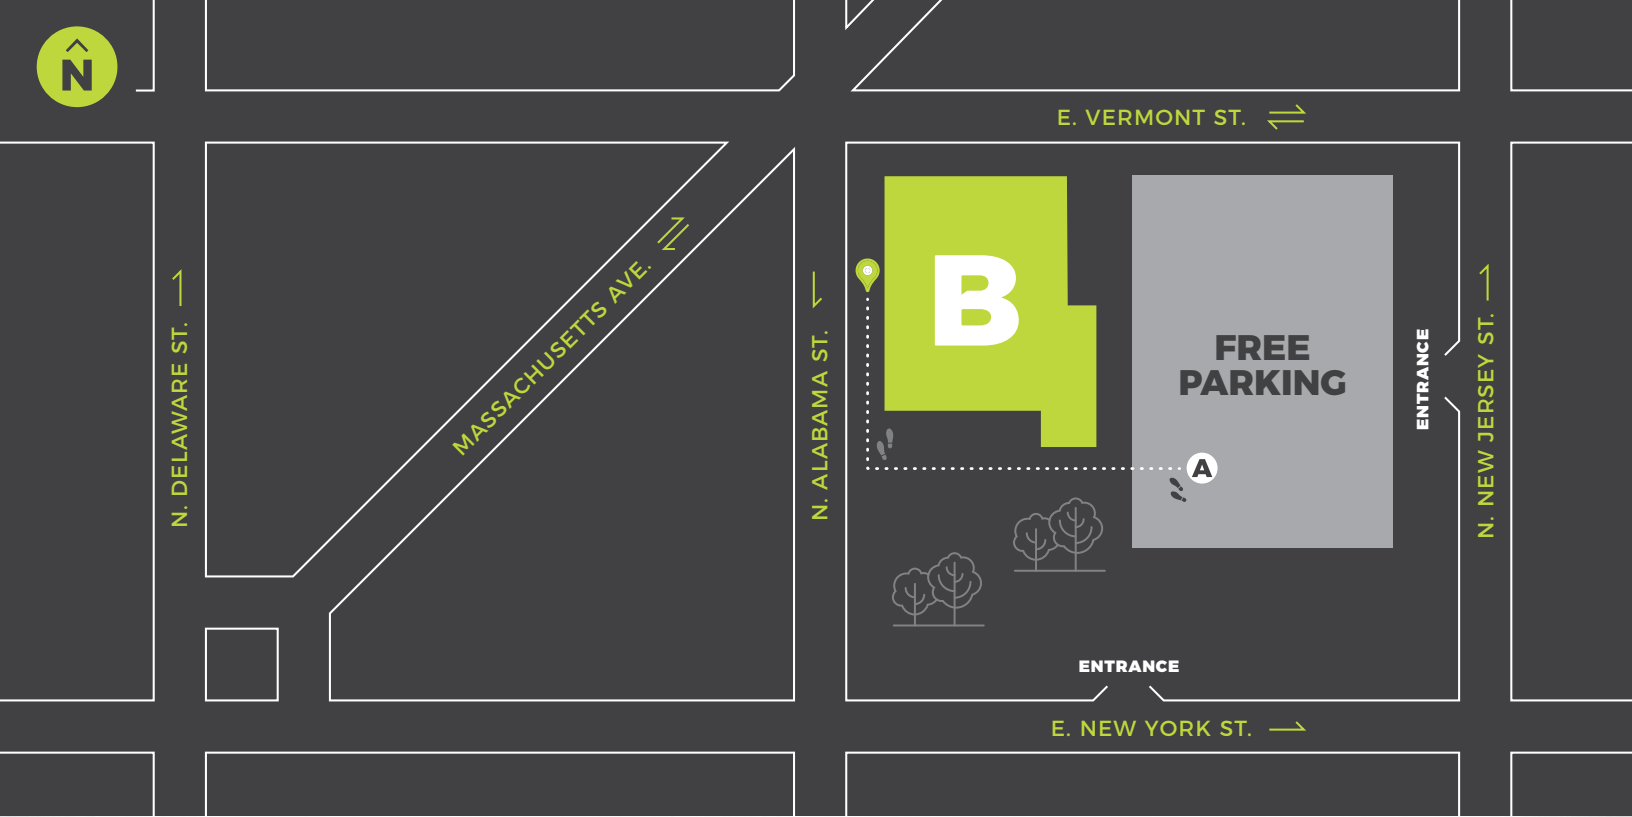 N
E. VERMONT ST.
MASSACHUSETTS AVE.
N. DELAWARE ST.
N. ALABAMA ST.
B
FREE
PARKING
ENTRANCE
N. NEW JERSEY ST.
A
ENTRANCE
E. NEW YORK ST.